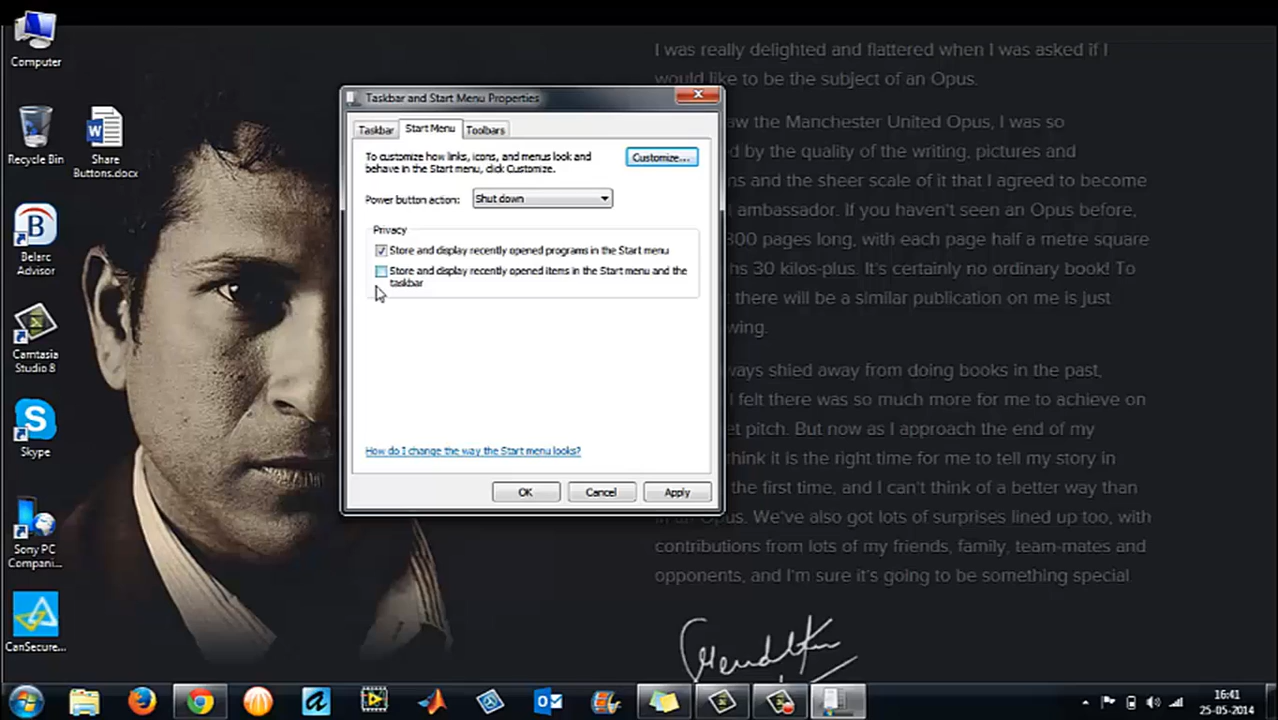 Computer
Recycle Bin
Share
Buttons.docx
Belarc
Advisor
Camtasia
Studio 8
Skype
Sony PC
Compani...
CanSecure...
Taskbar and Start Menu Properties
Taskbar
Start Menu
Toolbars
To customize how links, icons, and menus look and
behave in the Start menu, click Customize.
Customize...
Power button action:
Shut down
Privacy
Store and display recently opened programs in the Start menu
Store and display recently opened items in the Start menu and the
taskbar
How do I change the way the Start menu looks?
OK
Cancel
Apply
I was really delighted and flattered when I was asked if I
would like to be the subject of an Opus.
aw the Manchester United Opus, I was so
ed by the quality of the writing, pictures and
ns and the sheer scale of it that I agreed to become
t ambassador. If you haven't seen an Opus before,
800 pages long, with each page half a metre square
hs 30 kilos-plus. It's certainly no ordinary book! To
t there will be a similar publication on me is just
wing.
ways shied away from doing books in the past,
I felt there was so much more for me to achieve on
et pitch. But now as I approach the end of my
think it is the right time for me to tell my story in
the first time, and I can't think of a better way than
in an Opus. We've also got lots of surprises lined up too, with
contributions from lots of my friends, family, team-mates and
opponents, and I'm sure it's going to be something special
16:41
25-05-2014